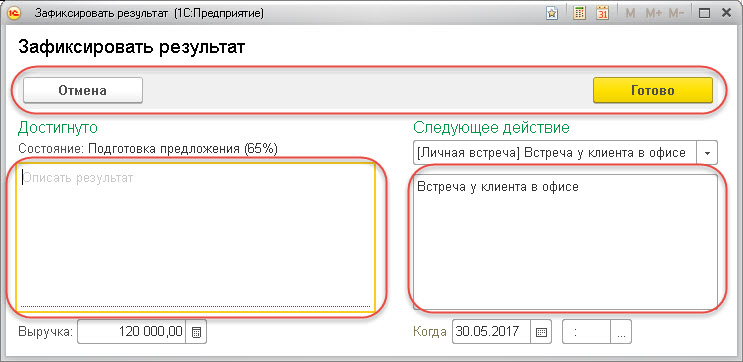 Зафиксировать результат (1С:Предприятие)
M M+ M-
Зафиксировать результат
Отмена
Готово
Достигнуто
Состояние: Подготовка предложения (65%)
Описать результат
Выручка: 120 000,00
Следующее действие
[Личная встреча] Встреча у клиента в офисе
Встреча у клиента в офисе
Когда 30.05.2017 : ...